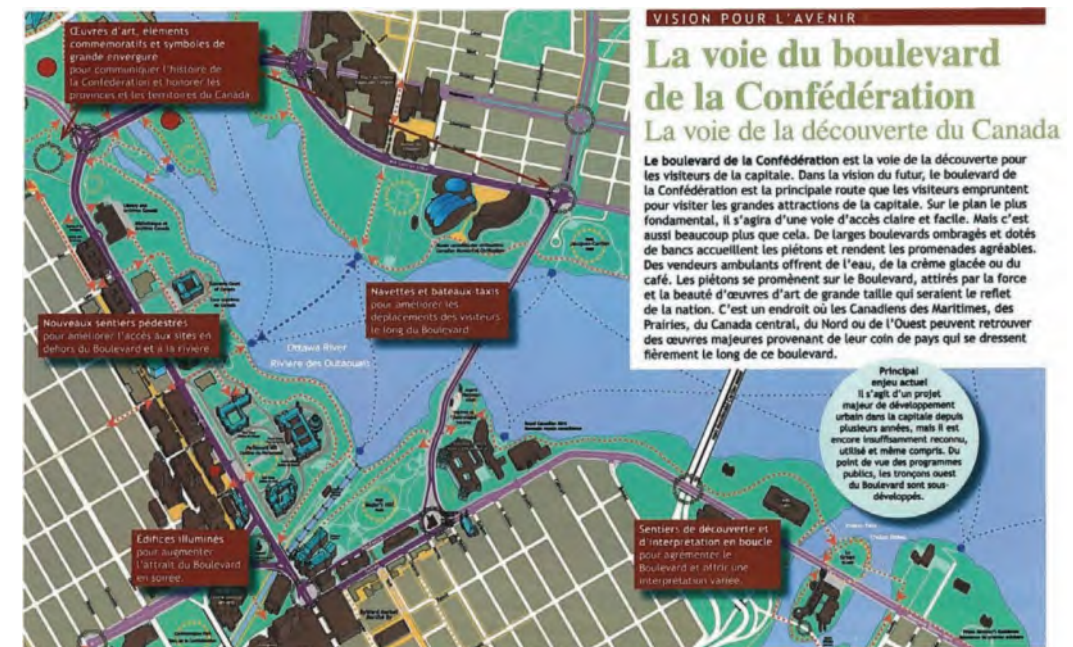 VISION POUR L'AVENIR
La voie du boulevard
de la Confédération
La voie de la découverte du Canada
Le boulevard de la Confédération est la voie de la découverte pour
les visiteurs de la capitale. Dans la vision du futur, le boulevard de
la Confédération est la principale route que les visiteurs empruntent
pour visiter les grandes attractions de la capitale. Sur le plan le plus
fondamental, il s'agira d'une voie d'accès claire et facile. Mais c'est
aussi beaucoup plus que cela. De larges boulevards ombragés et dotés
de bancs accueillent les piétons et rendent les promenades agréables.
Des vendeurs ambulants offrent de l'eau, de la crème glacée ou du
café. Les piétons se promènent sur le Boulevard, attirés par la force
et la beauté d'œuvres d'art de grande taille qui seraient le reflet
de la nation. C'est un endroit où les Canadiens des Maritimes, des
Prairies, du Canada central, du Nord ou de l'Ouest peuvent retrouver
des œuvres majeures provenant de leur coin de pays qui se dressent
fièrement le long de ce boulevard.
Principal
enjeu actuel
Il s'agit d'un projet
majeur de développement
urbain dans la capitale depuis
plusieurs années, mais il est
encore insuffisamment reconnu,
utilisé et même compris. Du
point de vue des programmes
publics, les tronçons ouest
du Boulevard sont sous-
développés.
Œuvres d'art, éléments
commémoratifs et symboles de
grande envergure
pour communiquer l'histoire de
la Confédération et honorer les
provinces et les territoires du Canada.
Navettes et bateaux-taxis
pour améliorer les
déplacements des visiteurs
le long du Boulevard
Nouveaux sentiers pédestres
pour améliorer l'accès aux sites en
dehors du Boulevard et à la rivière
Ottawa River
Rivière des Outaouais
Édifices illuminés
pour augmenter
l'attrait du Boulevard
en soirée.
Sentiers de découverte et
d'interprétation en boucle
pour agrémenter le
Boulevard et offrir une
interprétation variée.